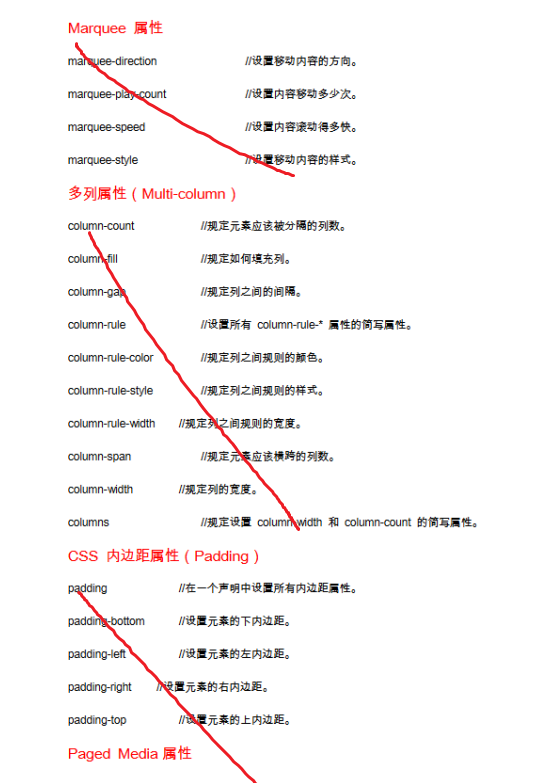 Marquee 属性
marquee-direction //设置移动内容的方向。
marquee-play-count //设置内容移动多少次。
marquee-speed //设置内容滚动得多快。
marquee-style //设置移动内容的样式。
多列属性（Multi-column）
column-count //规定元素应该被分隔的列数。
column-fill //规定如何填充列。
column-gap //规定列之间的间隔。
column-rule //设置所有 column-rule-* 属性的简写属性。
column-rule-color //规定列之间规则的颜色。
column-rule-style //规定列之间规则的样式。
column-rule-width //规定列之间规则的宽度。
column-span //规定元素应该横跨的列数。
column-width //规定列的宽度。
columns //规定设置 column-width 和 column-count 的简写属性。
CSS 内边距属性（Padding）
padding //在一个声明中设置所有内边距属性。
padding-bottom //设置元素的下内边距。
padding-left //设置元素的左内边距。
padding-right //设置元素的右内边距。
padding-top //设置元素的上内边距。
Paged Media 属性